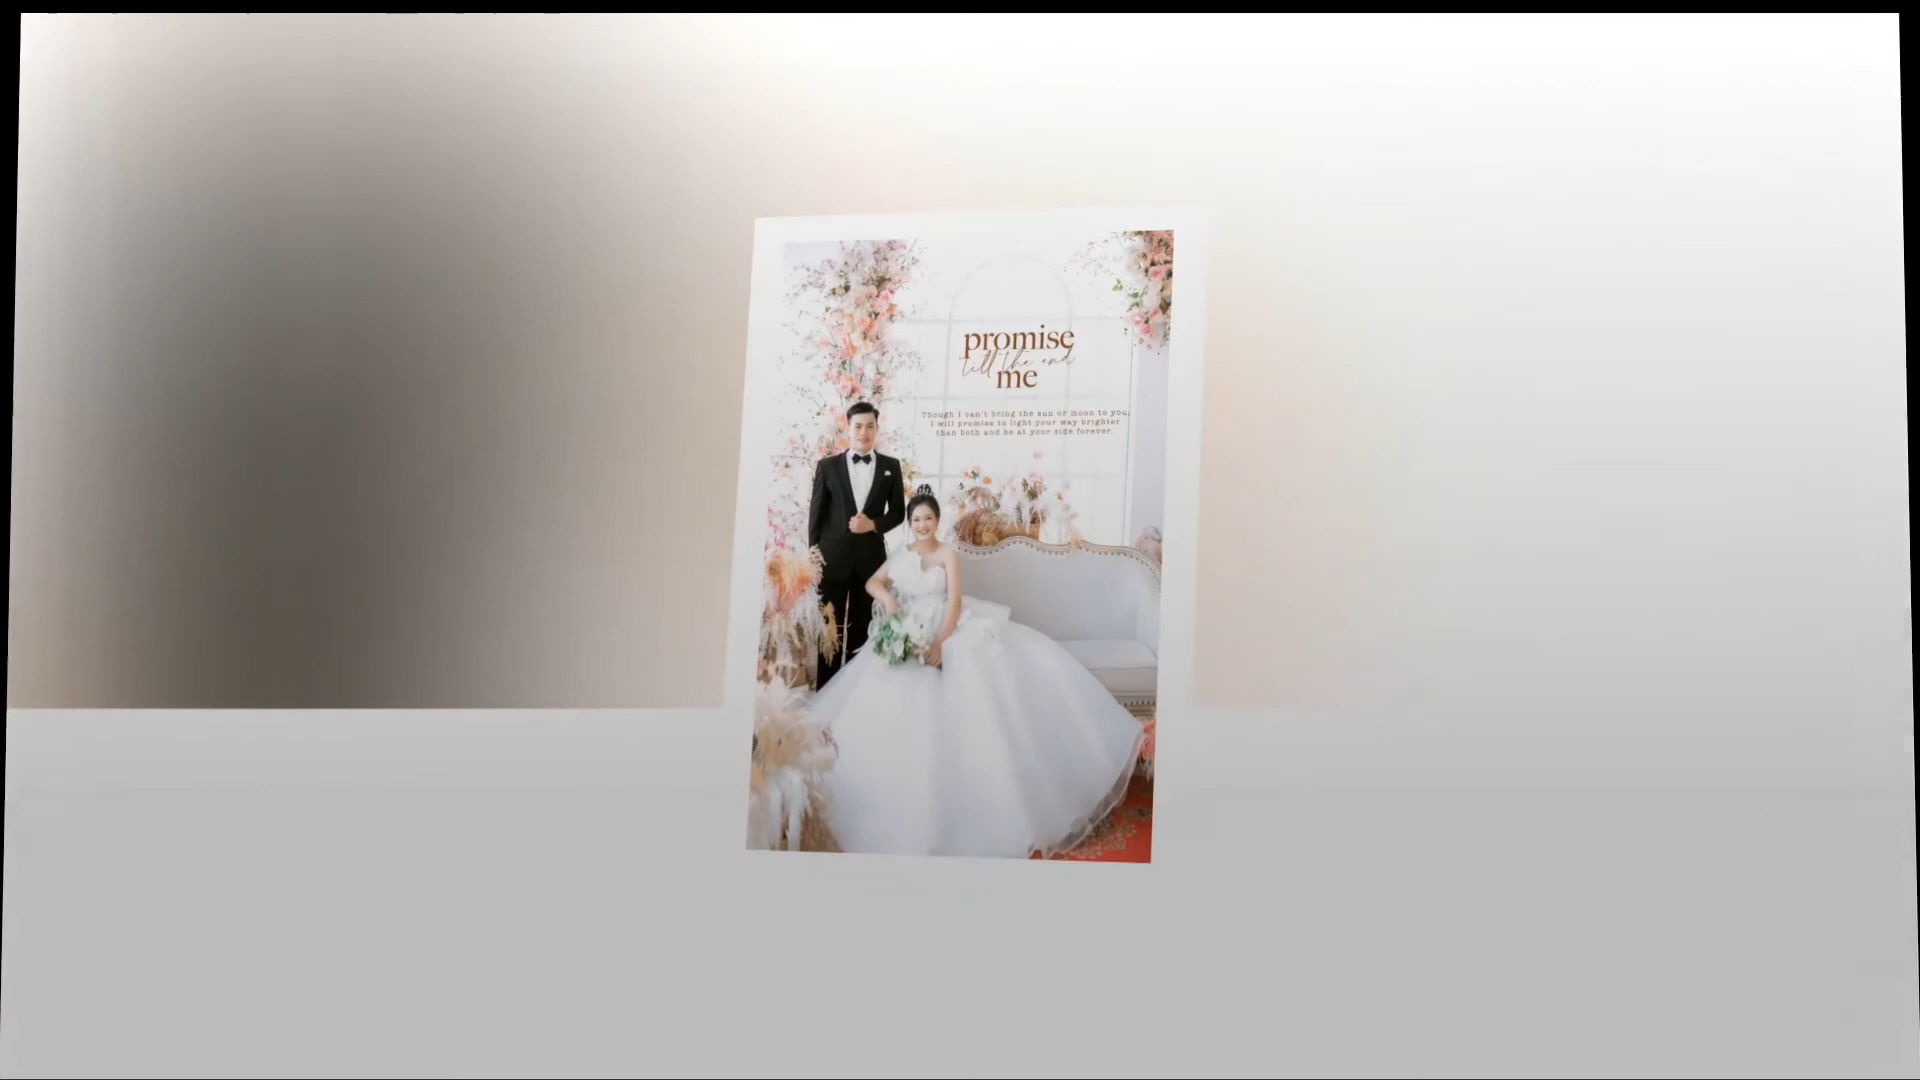 promise
till the end
me
Though I can't bring the sun or moon to you,
I will promise to light your way brighter
than both and be at your side forever.